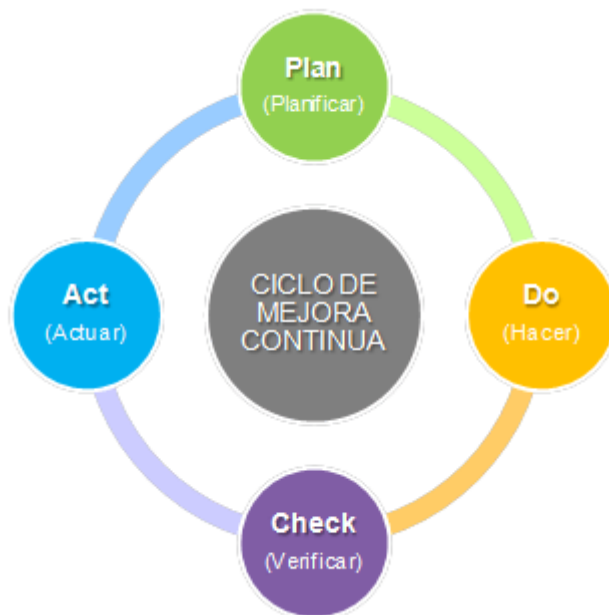 Plan
(Planificar)
Act
(Actuar)
CICLO DE
MEJORA
CONTINUA
Do
(Hacer)
Check
(Verificar)